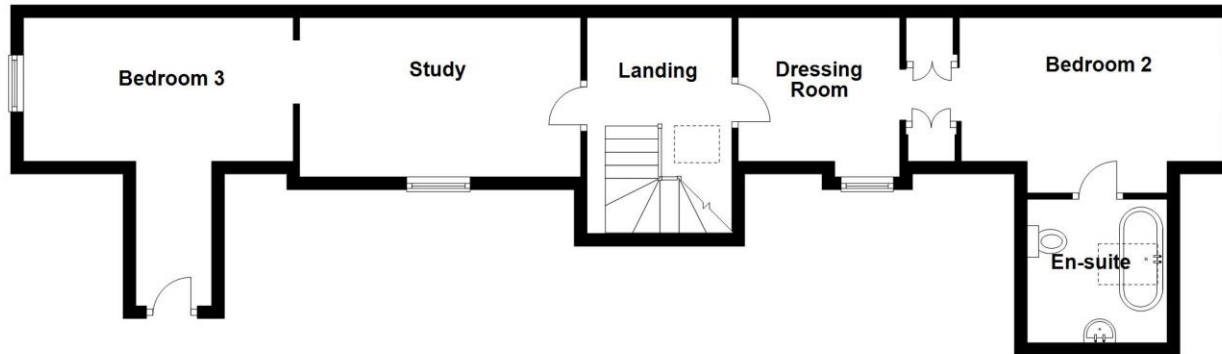 Bedroom 3
Study
Landing
Dressing
Room
Bedroom 2
En-suite